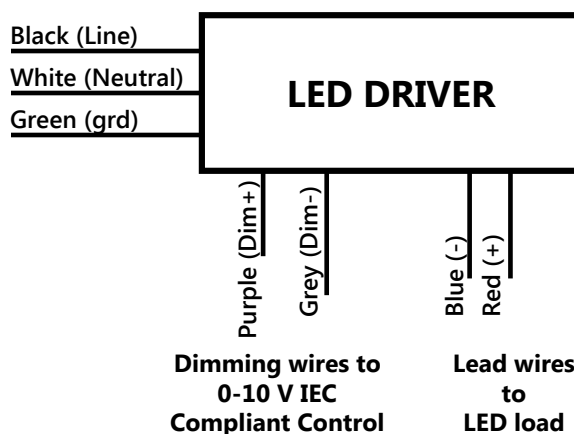 Black (Line)
White (Neutral)
Green (grd)
LED DRIVER
Purple (Dim+)
Grey (Dim-)
Blue (-)
Red (+)
Dimming wires to
0-10 V IEC
Compliant Control
Lead wires
to
LED load